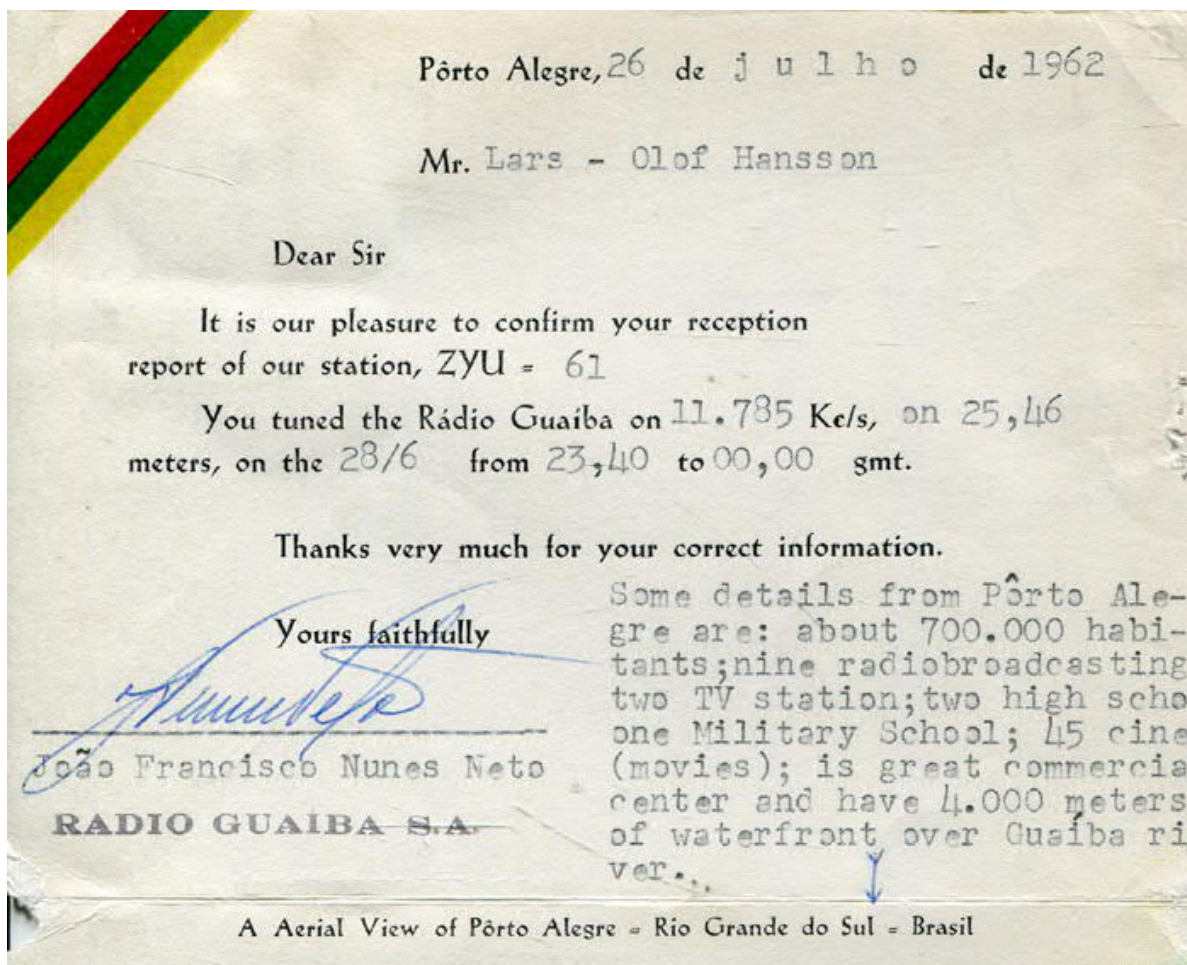 Pôrto Alegre, 26 de julho de 1962
Mr. Lars - Olof Hansson
Dear Sir
It is our pleasure to confirm your reception
report of our station, ZYU = 61
You tuned the Rádio Guaíba on 11.785 Kc/s, on 25,46
meters, on the 28/6 from 23,40 to 00,00 gmt.
Thanks very much for your correct information.
Yours faithfully
João Francisco Nunes Neto
RADIO GUAÍBA S.A.
Some details from Pôrto Ale-
gre are: about 700.000 habi-
tants;nine radiobroadcasting
two TV station;two high scho
one Military School; 45 cine
(movies); is great commercia
center and have 4.000 meters
of waterfront over Guaíba ri
ver...
A Aerial View of Pôrto Alegre = Rio Grande do Sul = Brasil